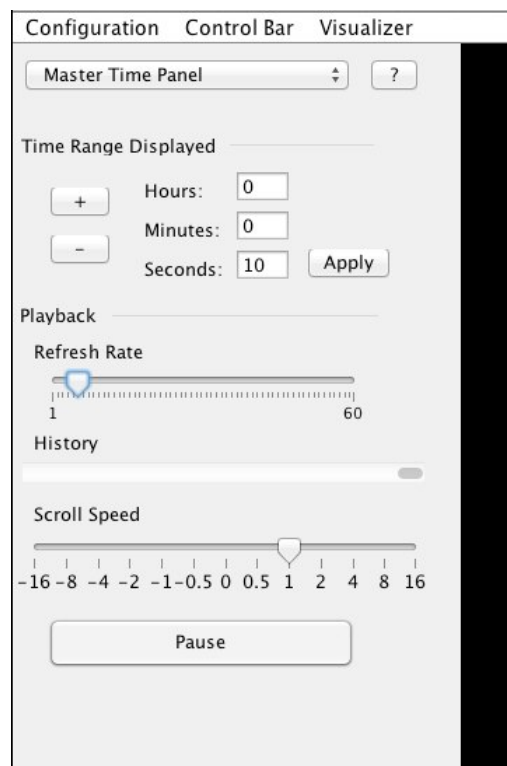 Configuration Control Bar Visualizer
Master Time Panel ?
Time Range Displayed
+ Hours: 0
Minutes: 0
- Seconds: 10 Apply
Playback
Refresh Rate
1 60
History
Scroll Speed
-16 -8 -4 -2 -1 -0.5 0 0.5 1 2 4 8 16
Pause